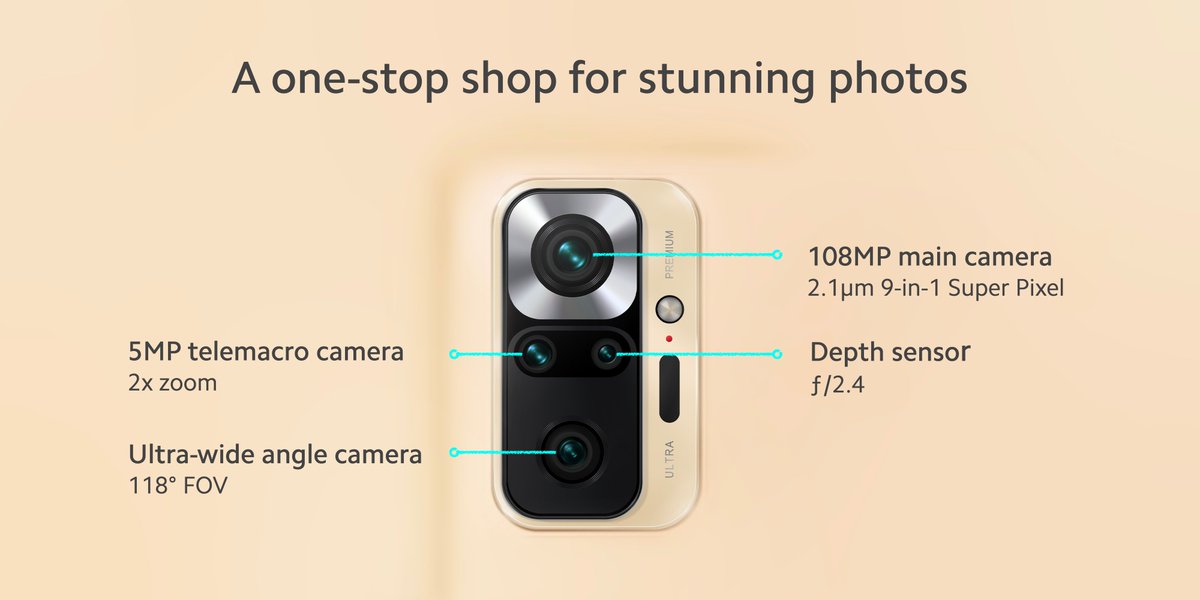 A one-stop shop for stunning photos
PREMIUM
108MP main camera
2.1µm 9-in-1 Super Pixel
5MP telemacro camera
2x zoom
Depth sensor
ƒ/2.4
Ultra-wide angle camera
118° FOV
ULTRA